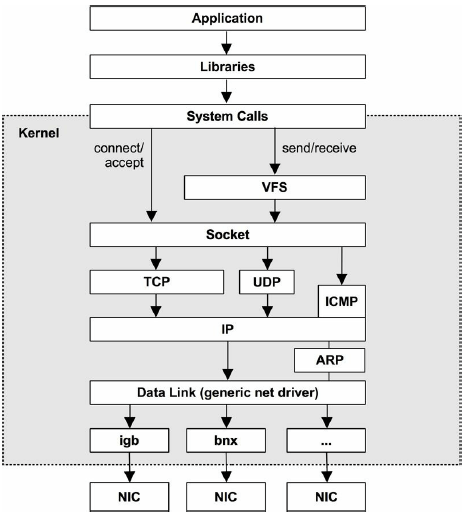 Application
Libraries
System Calls
Kernel
connect/
accept
send/receive
VFS
Socket
TCP
UDP
ICMP
IP
ARP
Data Link (generic net driver)
igb
bnx
...
NIC
NIC
NIC